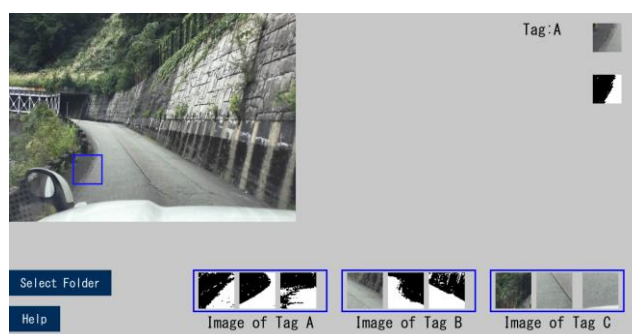 Tag:A
Select Folder
Help
Image of Tag A
Image of Tag B
Image of Tag C